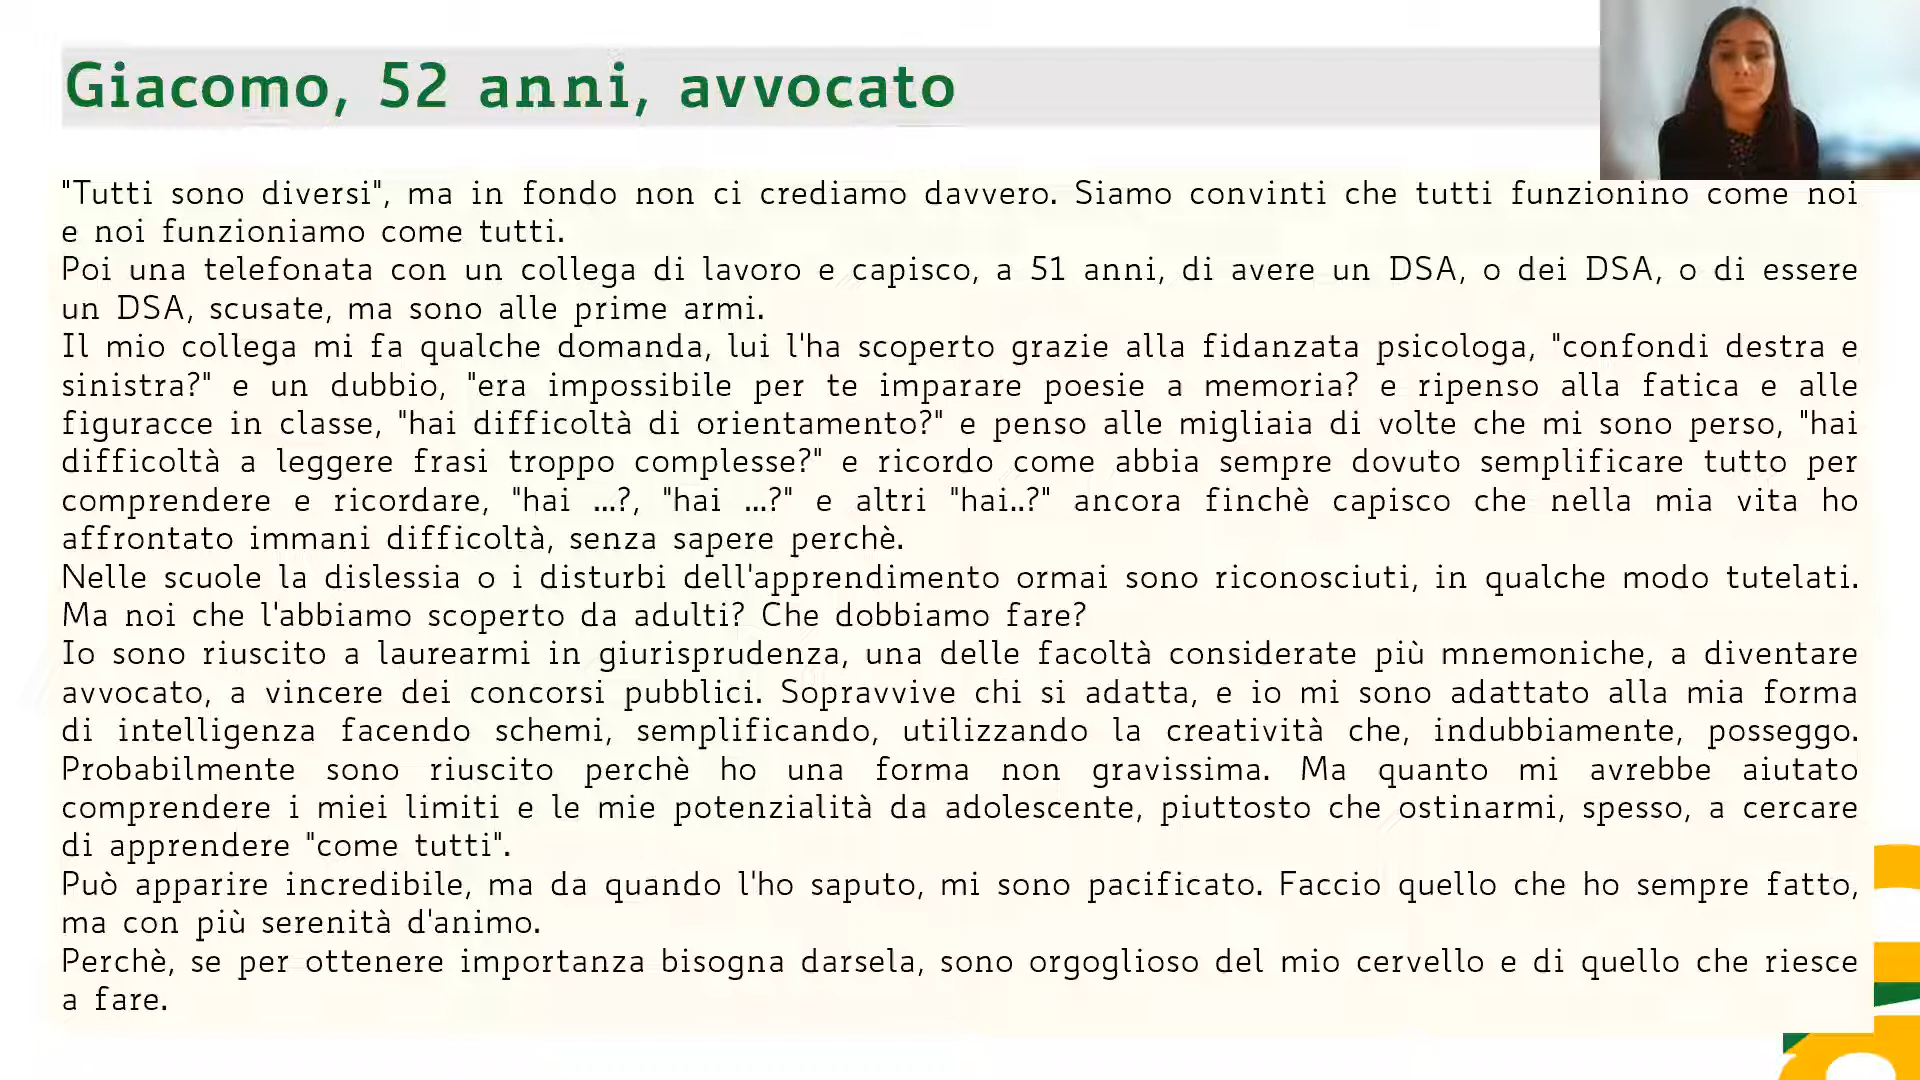 Giacomo, 52 anni, avvocato
"Tutti sono diversi", ma in fondo non ci crediamo davvero. Siamo convinti che tutti funzionino come noi
e noi funzioniamo come tutti.
Poi una telefonata con un collega di lavoro e capisco, a 51 anni, di avere un DSA, o dei DSA, o di essere
un DSA, scusate, ma sono alle prime armi.
Il mio collega mi fa qualche domanda, lui l'ha scoperto grazie alla fidanzata psicologa, "confondi destra e
sinistra?" e un dubbio, "era impossibile per te imparare poesie a memoria? e ripenso alla fatica e alle
figuracce in classe, "hai difficoltà di orientamento?" e penso alle migliaia di volte che mi sono perso, "hai
difficoltà a leggere frasi troppo complesse?" e ricordo come abbia sempre dovuto semplificare tutto per
comprendere e ricordare, "hai ...?, "hai ...?" e altri "hai..?" ancora finchè capisco che nella mia vita ho
affrontato immani difficoltà, senza sapere perchè.
Nelle scuole la dislessia o i disturbi dell'apprendimento ormai sono riconosciuti, in qualche modo tutelati.
Ma noi che l'abbiamo scoperto da adulti? Che dobbiamo fare?
Io sono riuscito a laurearmi in giurisprudenza, una delle facoltà considerate più mnemoniche, a diventare
avvocato, a vincere dei concorsi pubblici. Sopravvive chi si adatta, e io mi sono adattato alla mia forma
di intelligenza facendo schemi, semplificando, utilizzando la creatività che, indubbiamente, posseggo.
Probabilmente sono riuscito perchè ho una forma non gravissima. Ma quanto mi avrebbe aiutato
comprendere i miei limiti e le mie potenzialità da adolescente, piuttosto che ostinarmi, spesso, a cercare
di apprendere "come tutti".
Può apparire incredibile, ma da quando l'ho saputo, mi sono pacificato. Faccio quello che ho sempre fatto,
ma con più serenità d'animo.
Perchè, se per ottenere importanza bisogna darsela, sono orgoglioso del mio cervello e di quello che riesce
a fare.